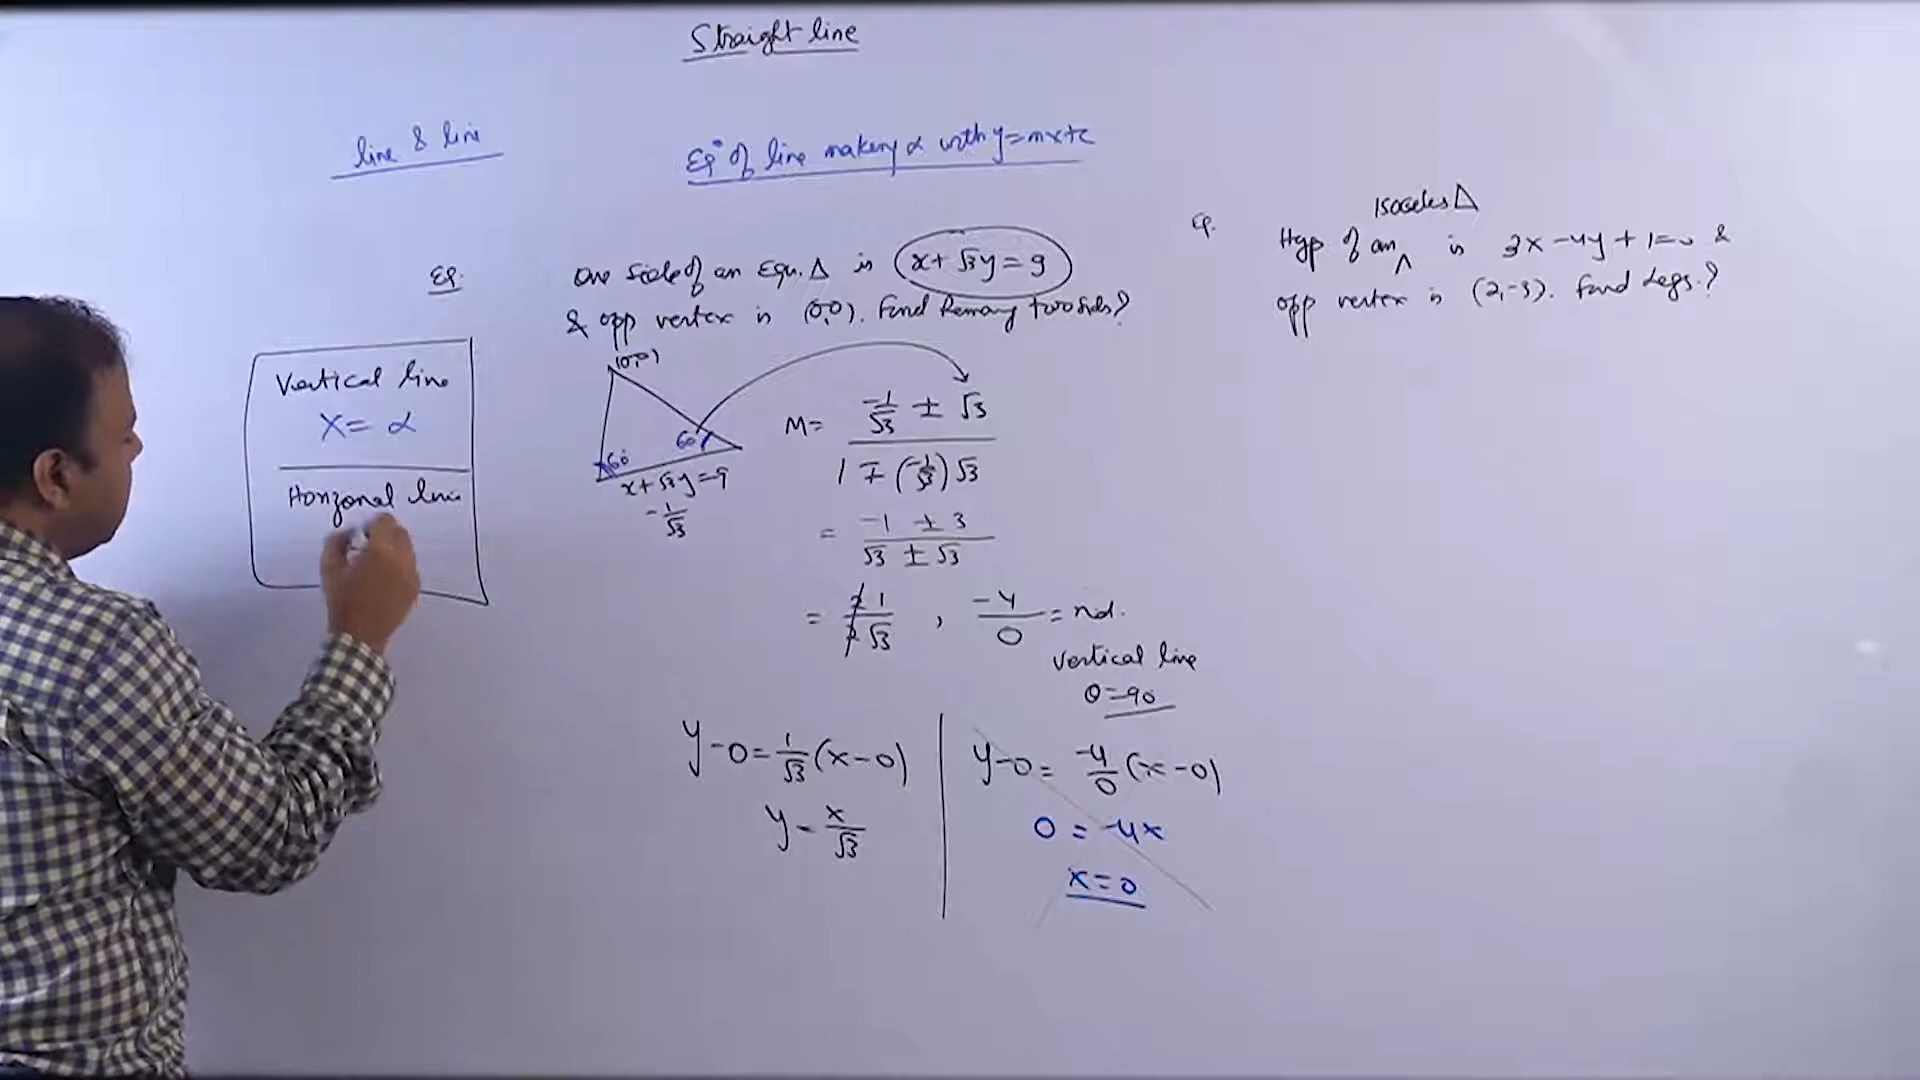 Straight line
line & line
Eqn of line making α with y=mx+c
Eg.
One side of an Equ. Δ is x+√3y=9
& opp vertex is (0,0). Find Remang two sides?
(0,0)
60° 60°
x+√3y=9
-1/√3
M= (-1/√3 ± √3) / (1 ∓ (-1/√3)√3)
= (-1 ± 3) / (√3 ± √3)
= 2 1 / 2 √3 , -4/0 = n.d.
Vertical line
θ=90
y-0=1/√3(x-0)
y=x/√3
y-0= -4/0 (x-0)
0 = -4x
x=0
Vertical line
X= α
Horizonal line
Isosceles Δ
Hyp of an ∧ is 3x-4y+1=0 &
opp vertex is (2,-3). Find Legs.?